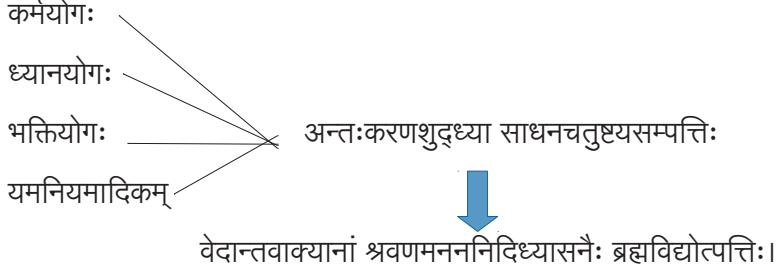 कर्मयोगः
ध्यानयोगः
भक्तियोगः
अन्तःकरणशुद्ध्या साधनचतुष्टयसम्पत्तिः
यमनियमादिकम्
वेदान्तवाक्यानां श्रवणमनननिदिध्यासनैः ब्रह्मविद्योत्पत्तिः।